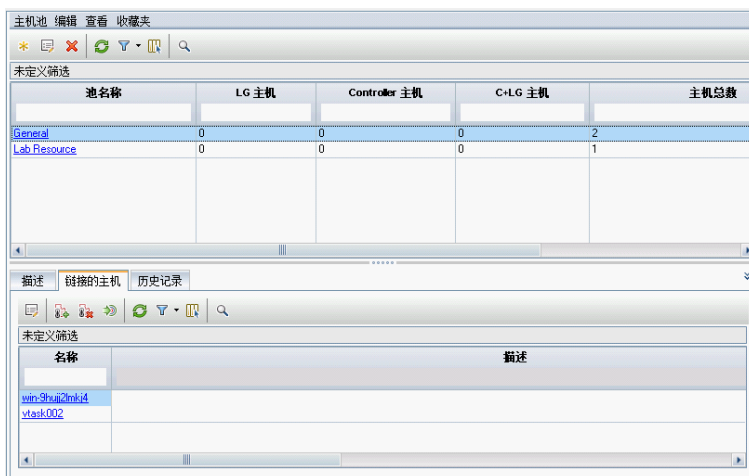 主机池 编辑 查看 收藏夹
未定义筛选
池名称 LG 主机 Controller 主机 C+LG 主机 主机总数
General 0 0 0 2
Lab Resource 0 0 0 1
描述 链接的主机 历史记录
未定义筛选
名称 描述
win-9hujj2lmkj4
vtask002